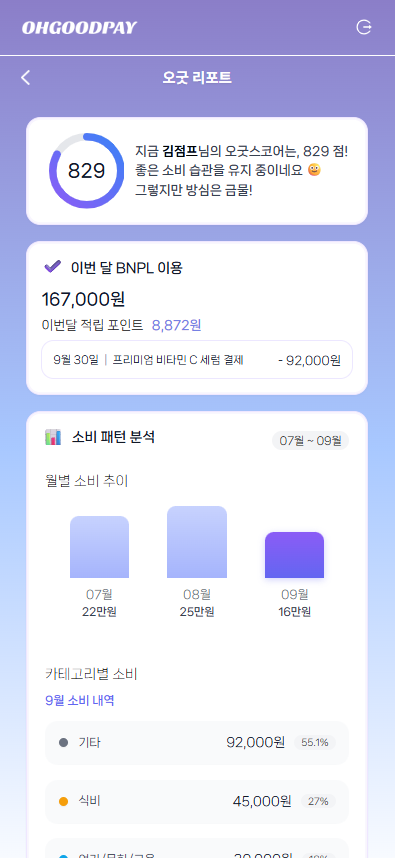 OHGOODPAY
오굿 리포트
829
지금 김점프님의 오굿스코어는, 829 점!
좋은 소비 습관을 유지 중이네요
그렇지만 방심은 금물!
이번 달 BNPL 이용
167,000원
이번달 적립 포인트 8,872원
9월 30일 | 프리미엄 비타민 C 세럼 결제 - 92,000원
소비 패턴 분석 07월 ~ 09월
월별 소비 추이
07월 08월 09월
22만원 25만원 16만원
카테고리별 소비
9월 소비 내역
기타 92,000원 55.1%
식비 45,000원 27%